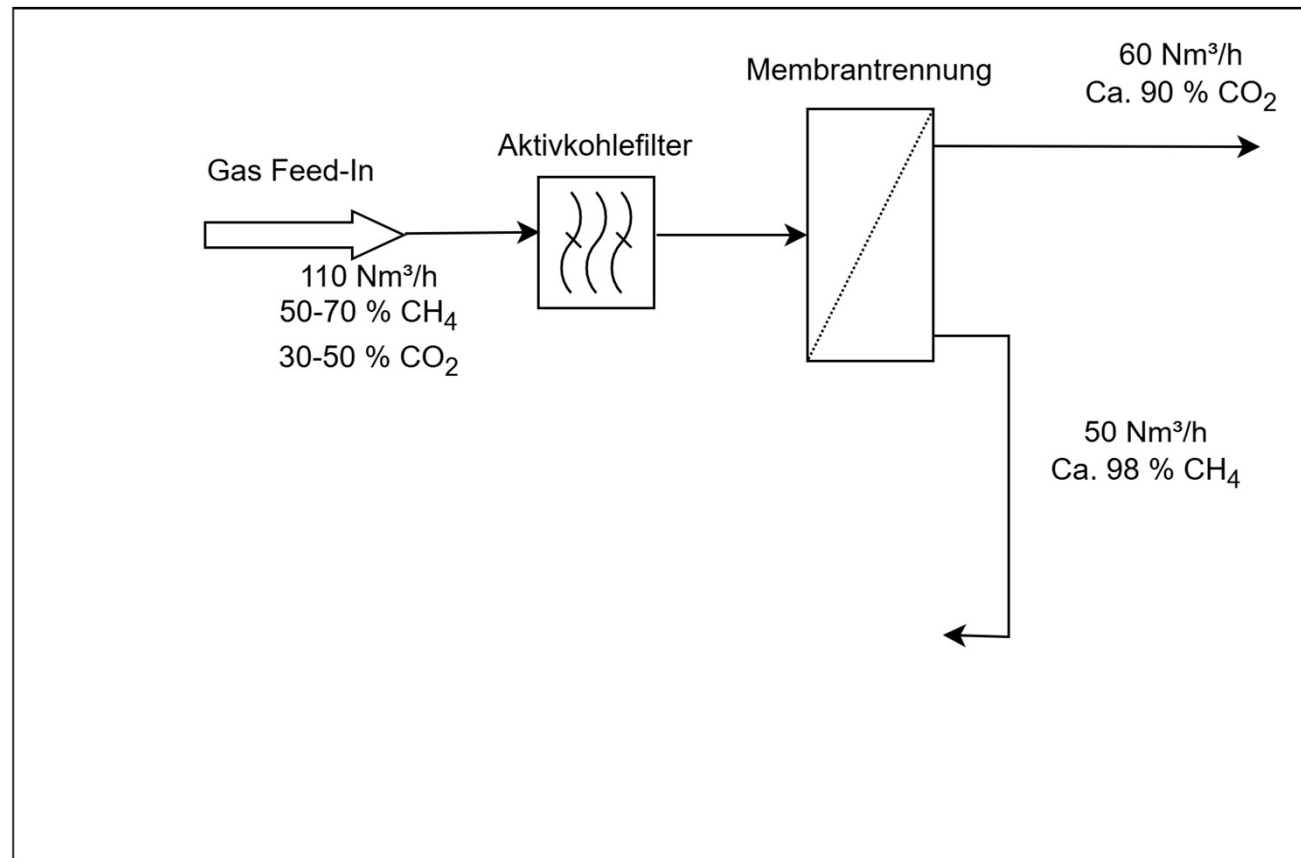 Gas Feed-In
110 Nm³/h
50-70 % CH₄
30-50 % CO₂
Aktivkohlefilter
Membrantrennung
60 Nm³/h
Ca. 90 % CO₂
50 Nm³/h
Ca. 98 % CH₄